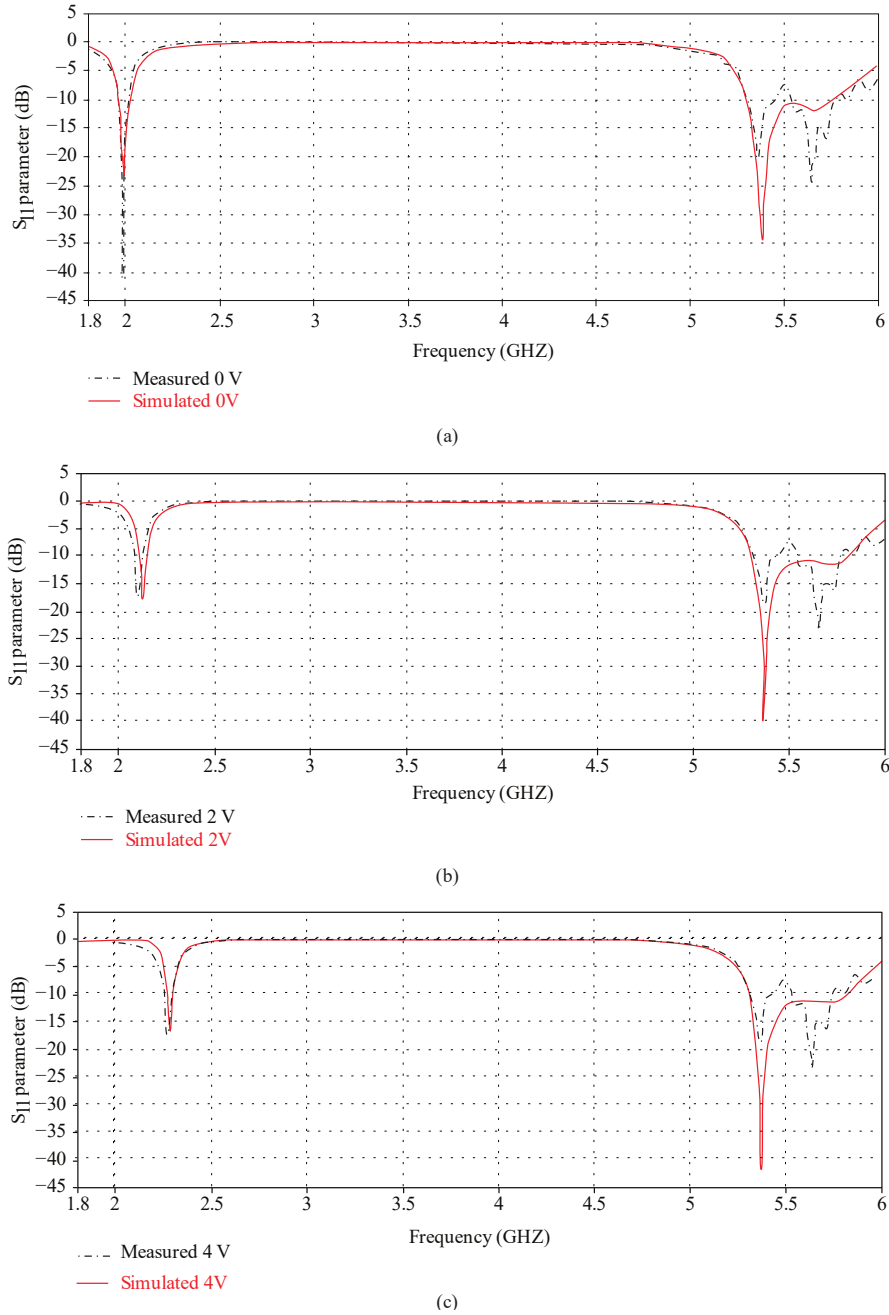 5
0
−5
−10
−15
−20
−25
−30
−35
−40
−45
S11 parameter (dB)
1.8 2 2.5 3 3.5 4 4.5 5 5.5 6
Frequency (GHZ)
Measured 0 V
Simulated 0V
(a)
5
0
−5
−10
−15
−20
−25
−30
−35
−40
−45
S11 parameter (dB)
1.8 2 2.5 3 3.5 4 4.5 5 5.5 6
Frequency (GHZ)
Measured 2 V
Simulated 2V
(b)
5
0
−5
−10
−15
−20
−25
−30
−35
−40
−45
S11 parameter (dB)
1.8 2 2.5 3 3.5 4 4.5 5 5.5 6
Frequency (GHZ)
Measured 4 V
Simulated 4V
(c)